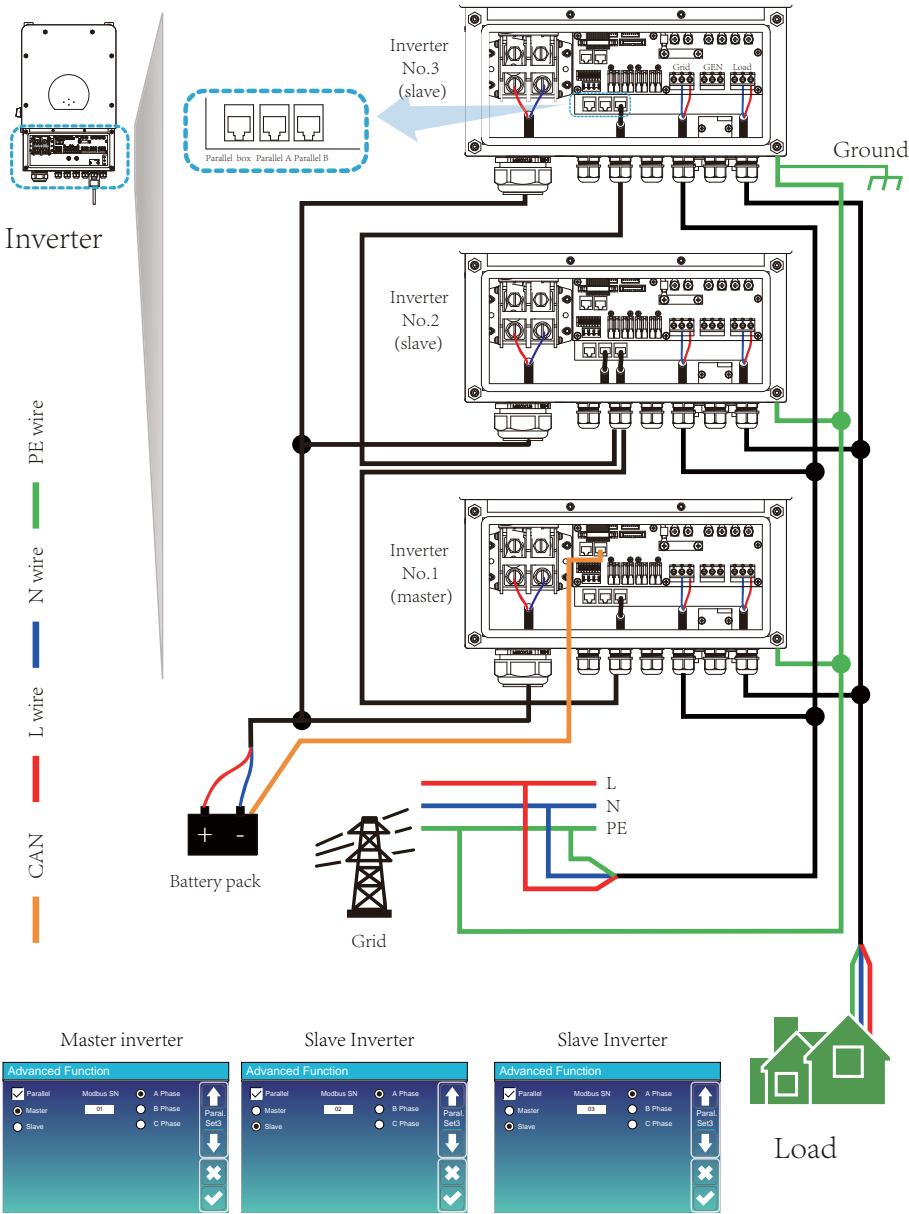 Inverter
No.3
(slave)
Grid
GEN
Load
Parallel box
Parallel A
Parallel B
Ground
Inverter
Inverter
No.2
(slave)
PE wire
N wire
L wire
CAN
Inverter
No.1
(master)
L
N
PE
+ -
Battery pack
Grid
Load
Master inverter
Advanced Function
Parallel
Modbus SN
A Phase
Master
01
B Phase
Slave
C Phase
Paral.
Set3
Slave Inverter
Advanced Function
Parallel
Modbus SN
A Phase
Master
02
B Phase
Slave
C Phase
Paral.
Set3
Slave Inverter
Advanced Function
Parallel
Modbus SN
A Phase
Master
03
B Phase
Slave
C Phase
Paral.
Set3